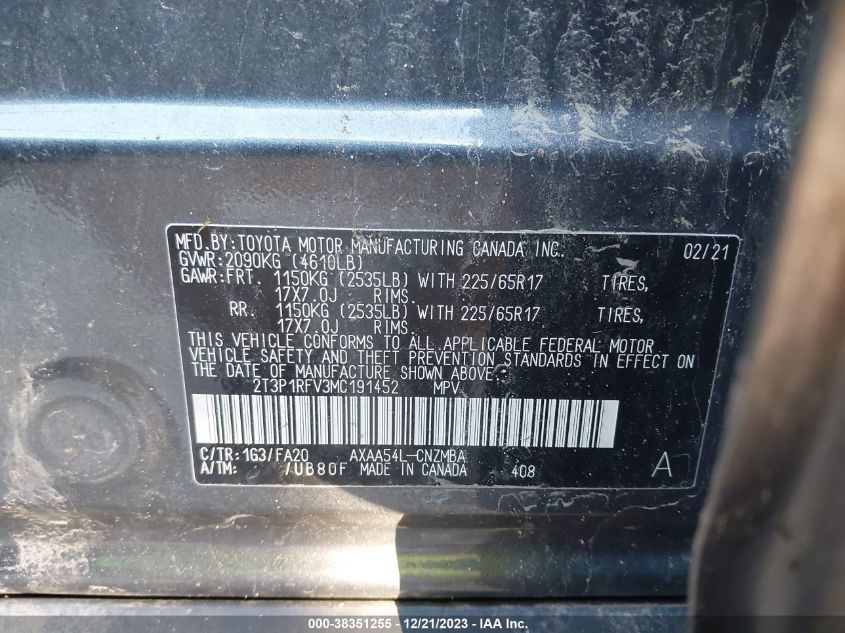 MFD.BY:TOYOTA MOTOR MANUFACTURING CANADA INC. 02/21
GVWR:2090KG (4610LB)
GAWR:FRT. 1150KG (2535LB) WITH 225/65R17 TIRES,
17X7.0J RIMS.
RR. 1150KG (2535LB) WITH 225/65R17 TIRES,
17X7.0J RIMS.
THIS VEHICLE CONFORMS TO ALL APPLICABLE FEDERAL MOTOR
VEHICLE SAFETY AND THEFT PREVENTION STANDARDS IN EFFECT ON
THE DATE OF MANUFACTURE SHOWN ABOVE.
2T3P1RFV3MC191452 MPV
C/TR:1G3/FA20 AXAA54L-CNZMBA
A/TM: /UB80F MADE IN CANADA 408 A
000-38351255 - 12/21/2023 - IAA Inc.